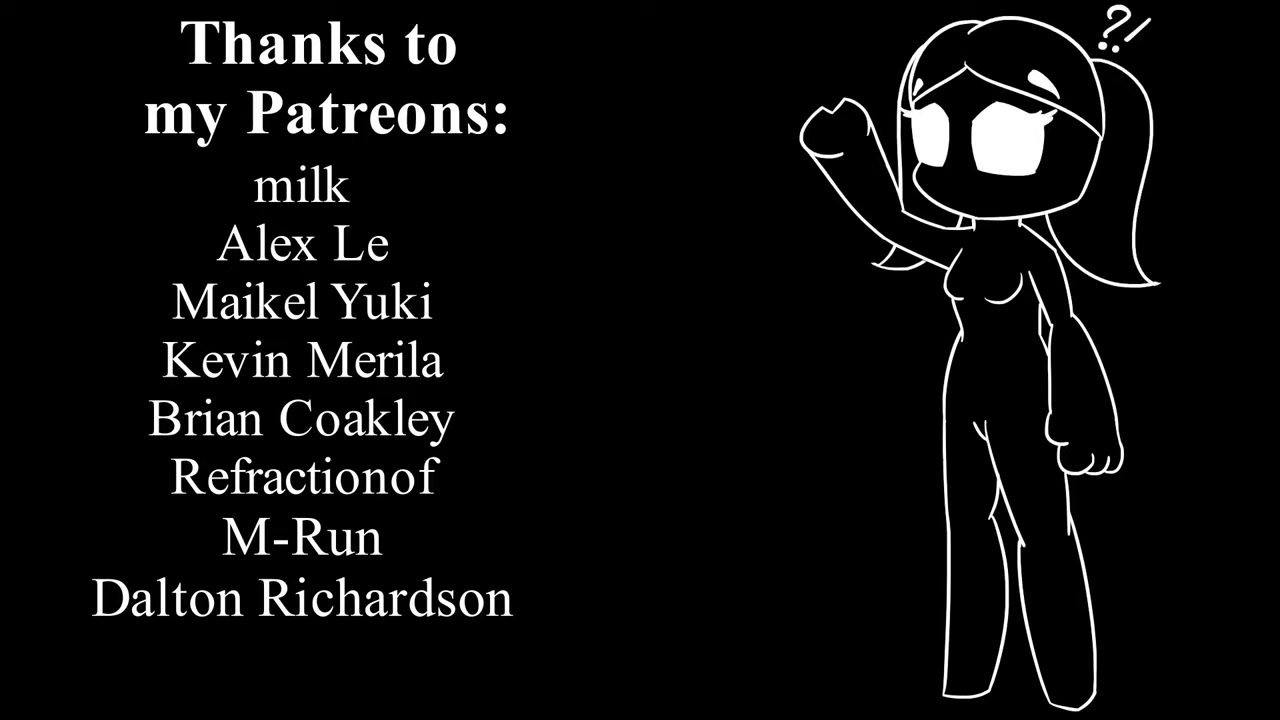 Thanks to
my Patreons:
milk
Alex Le
Maikel Yuki
Kevin Merila
Brian Coakley
Refractionof
M-Run
Dalton Richardson
?!